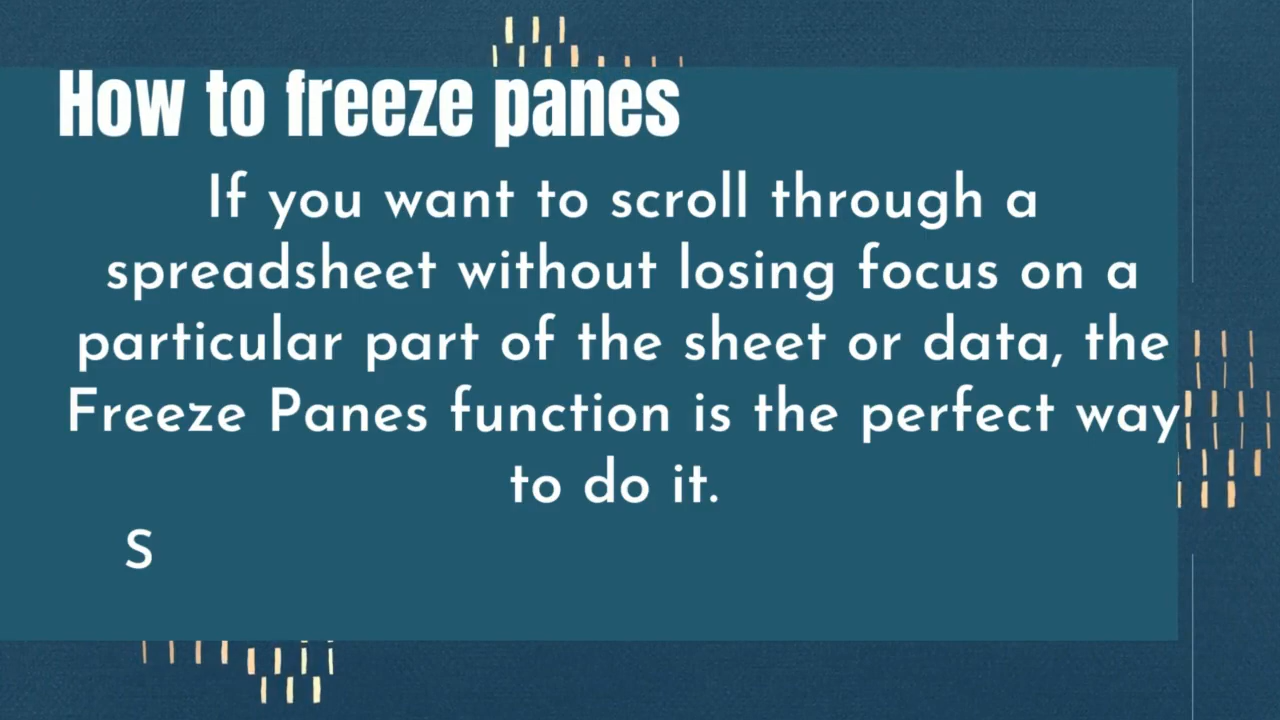 How to freeze panes
If you want to scroll through a
spreadsheet without losing focus on a
particular part of the sheet or data, the
Freeze Panes function is the perfect way
to do it.
S